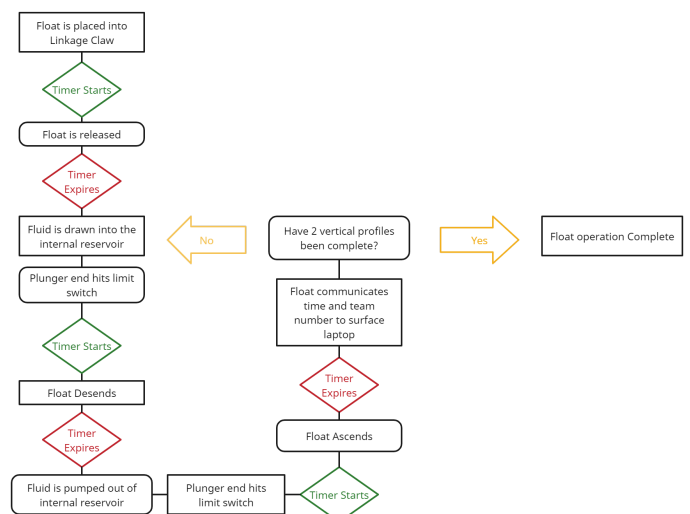 Float is placed into
Linkage Claw
Timer Starts
Float is released
Timer
Expires
Fluid is drawn into the
internal reservoir
Plunger end hits limit
switch
Timer Starts
Float Desends
Timer
Expires
Fluid is pumped out of
internal reservoir
Plunger end hits
limit switch
Timer Starts
Float Ascends
Timer
Expires
Float communicates
time and team
number to surface
laptop
Have 2 vertical profiles
been complete?
No
Yes
Float operation Complete